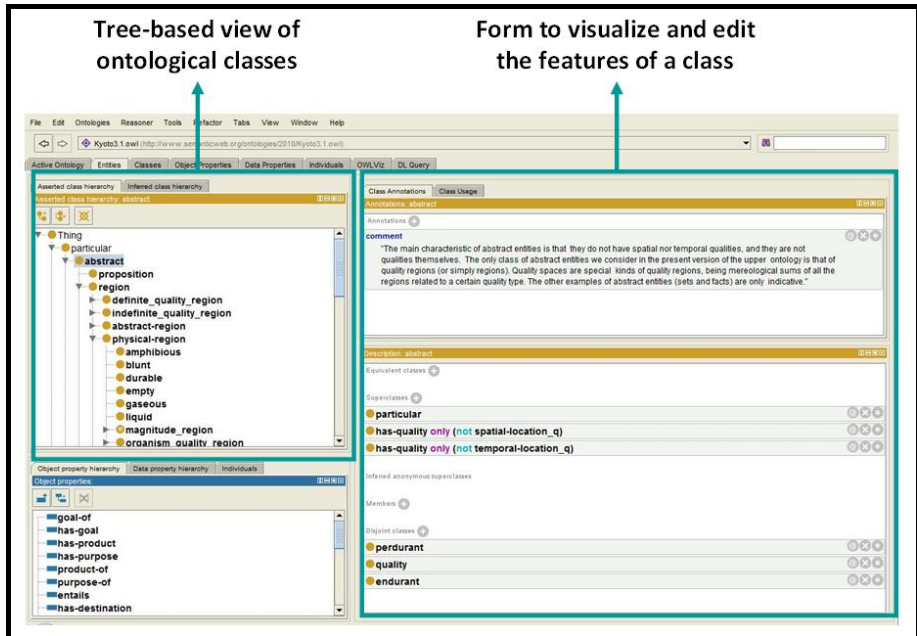 Tree-based view of
ontological classes
Form to visualize and edit
the features of a class
File Edit Ontologies Reasoner Tools Refactor Tabs View Window Help
Kyoto3.1.owl (http://www.semanticweb.org/ontologies/2010/Kyoto3.1.owl)
Active Ontology Entities Classes Object Properties Data Properties Individuals OWLViz DL Query
Asserted class hierarchy Inferred class hierarchy
Asserted class hierarchy: abstract
Thing
particular
abstract
proposition
region
definite_quality_region
indefinite_quality_region
abstract-region
physical-region
amphibious
blunt
durable
empty
gaseous
liquid
magnitude_region
organism_quality_region
Object property hierarchy Data property hierarchy Individuals
Object properties:
goal-of
has-goal
has-product
has-purpose
product-of
purpose-of
entails
has-destination
Class Annotations Class Usage
Annotations: abstract
Annotations
comment
"The main characteristic of abstract entities is that they do not have spatial nor temporal qualities, and they are not
qualities themselves. The only class of abstract entities we consider in the present version of the upper ontology is that of
quality regions (or simply regions). Quality spaces are special kinds of quality regions, being mereological sums of all the
regions related to a certain quality type. The other examples of abstract entities (sets and facts) are only indicative."
Description: abstract
Equivalent classes
Superclasses
particular
has-quality only (not spatial-location_q)
has-quality only (not temporal-location_q)
Inferred anonymous superclasses
Members
Disjoint classes
perdurant
quality
endurant